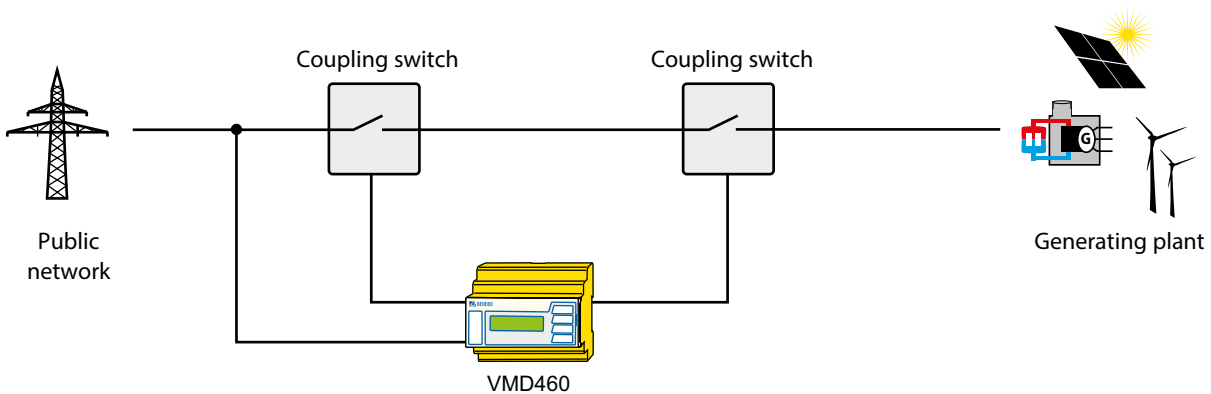 Coupling switch
Coupling switch
G
Public
network
Generating plant
BENDER
VMD460